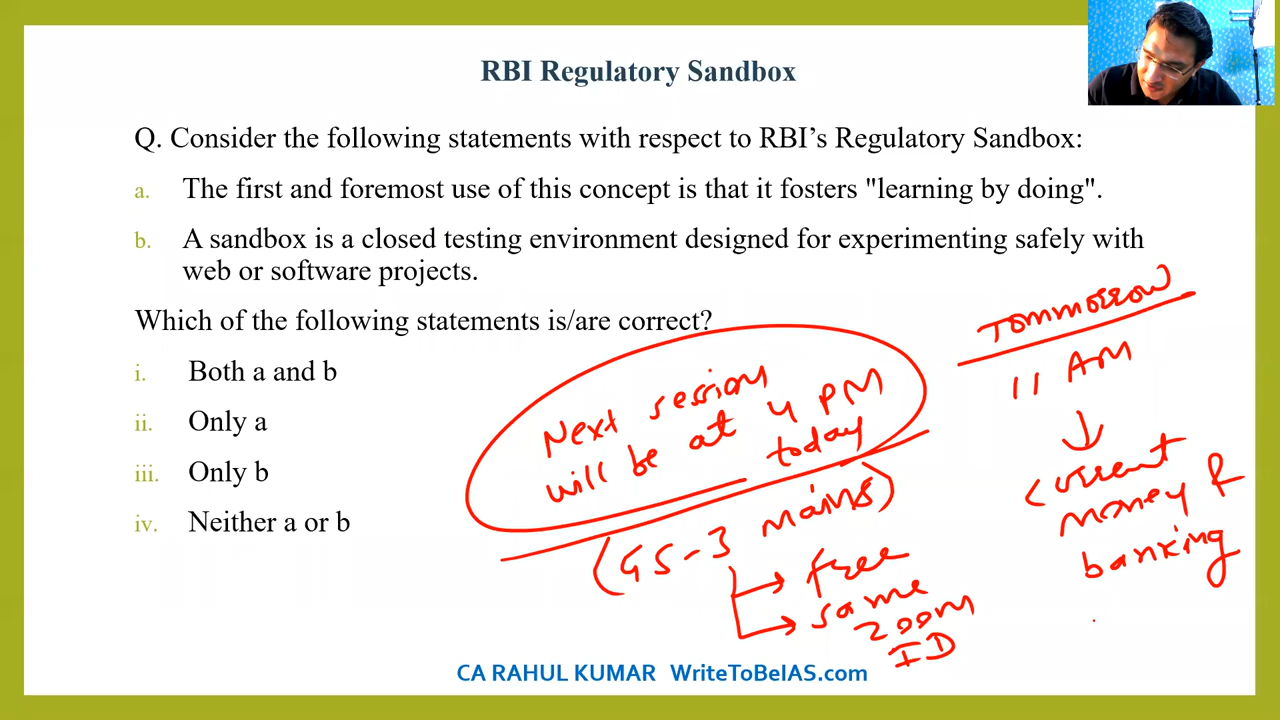 RBI Regulatory Sandbox
Q. Consider the following statements with respect to RBI’s Regulatory Sandbox:
a. The first and foremost use of this concept is that it fosters "learning by doing".
b. A sandbox is a closed testing environment designed for experimenting safely with
web or software projects.
Which of the following statements is/are correct?
i. Both a and b
ii. Only a
iii. Only b
iv. Neither a or b
Next session
will be at 4 PM
today
(GS-3 mains)
free
same
zoom
ID
Tommorrow
11 AM
current
money &
banking
CA RAHUL KUMAR WriteToBeIAS.com